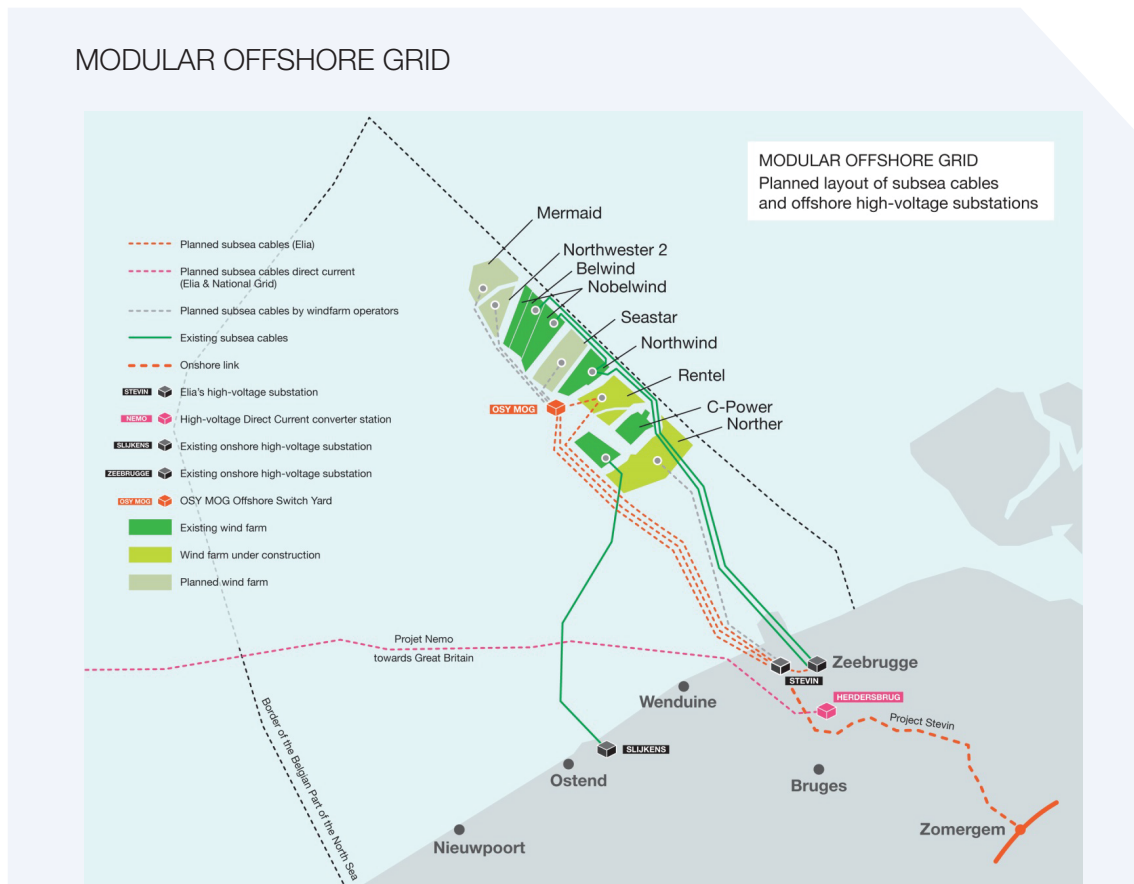 MODULAR OFFSHORE GRID
MODULAR OFFSHORE GRID
Planned layout of subsea cables
and offshore high-voltage substations
Mermaid
Northwester 2
Belwind
Nobelwind
Seastar
Northwind
Rentel
C-Power
Norther
OSY MOG
Planned subsea cables (Elia)
Planned subsea cables direct current
(Elia & National Grid)
Planned subsea cables by windfarm operators
Existing subsea cables
Onshore link
STEVIN Elia's high-voltage substation
NEMO High-voltage Direct Current converter station
SLIJKENS Existing onshore high-voltage substation
ZEEBRUGGE Existing onshore high-voltage substation
OSY MOG OSY MOG Offshore Switch Yard
Existing wind farm
Wind farm under construction
Planned wind farm
Projet Nemo
towards Great Britain
Border of the Belgian Part of the North Sea
Zeebrugge
STEVIN
HERDERSBRUG
Wenduine
Project Stevin
SLIJKENS
Ostend
Bruges
Zomergem
Nieuwpoort